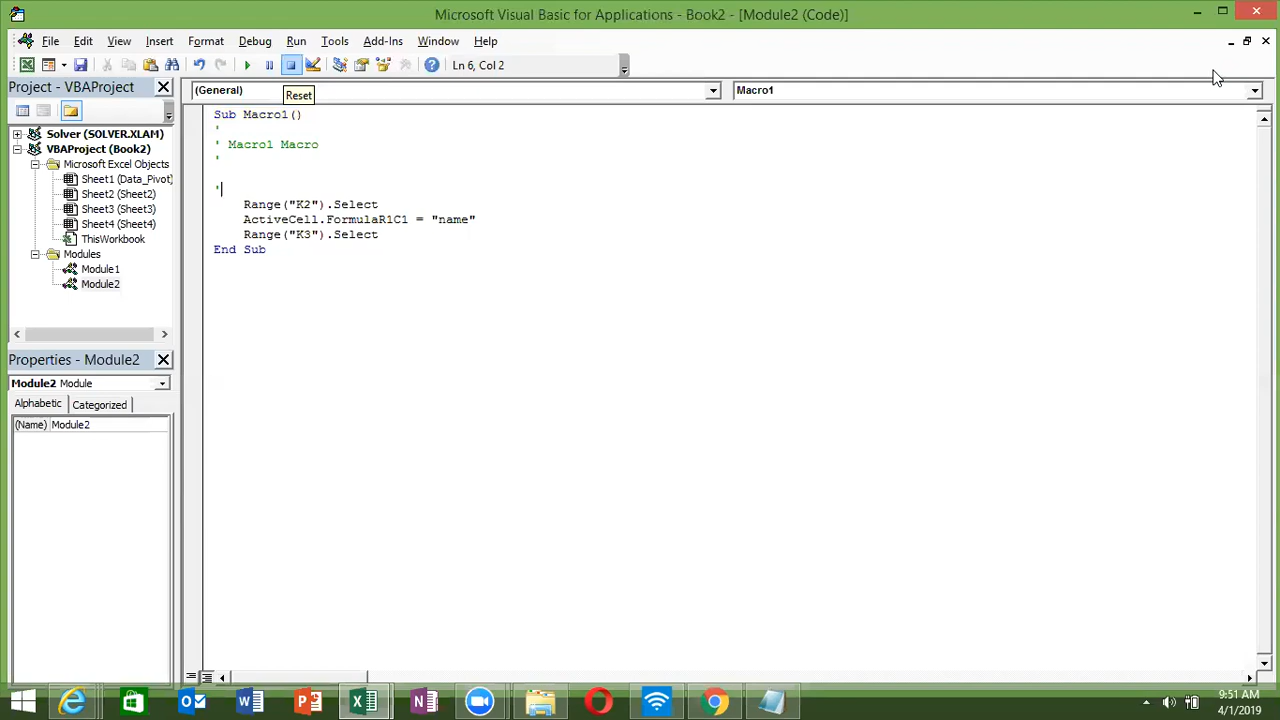 Microsoft Visual Basic for Applications - Book2 - [Module2 (Code)]
File Edit View Insert Format Debug Run Tools Add-Ins Window Help
Ln 6, Col 2
Project - VBAProject
(General)
Macro1
Reset
Solver (SOLVER.XLAM)
VBAProject (Book2)
Microsoft Excel Objects
Sheet1 (Data_Pivot)
Sheet2 (Sheet2)
Sheet3 (Sheet3)
Sheet4 (Sheet4)
ThisWorkbook
Modules
Module1
Module2
Sub Macro1()
'
' Macro1 Macro
'
'
Range("K2").Select
ActiveCell.FormulaR1C1 = "name"
Range("K3").Select
End Sub
Properties - Module2
Module2 Module
Alphabetic Categorized
(Name) Module2
9:51 AM
4/1/2019